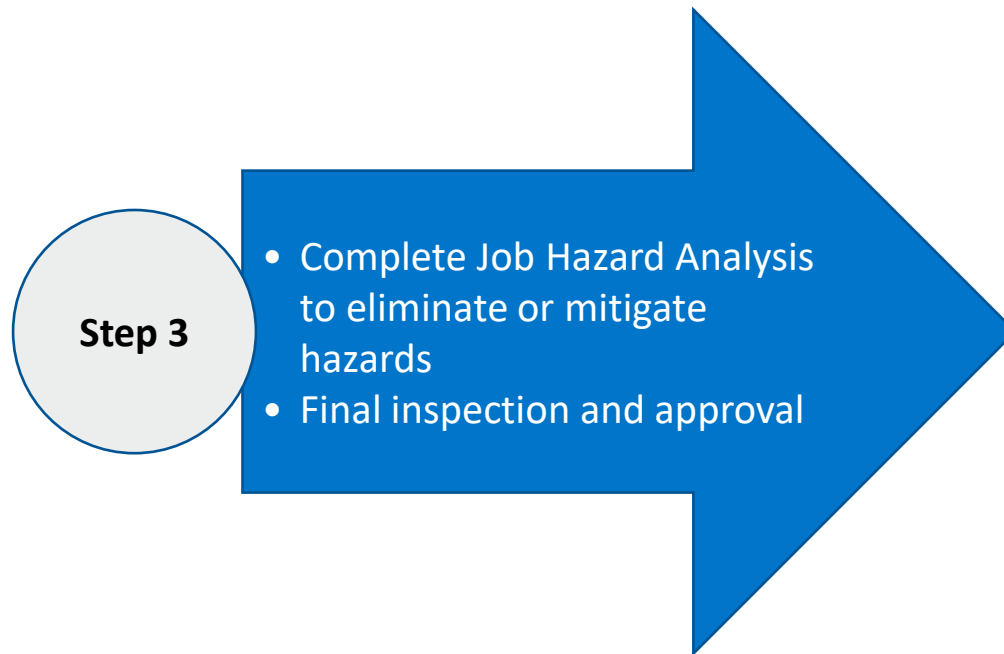 Step 3
• Complete Job Hazard Analysis
to eliminate or mitigate
hazards
• Final inspection and approval